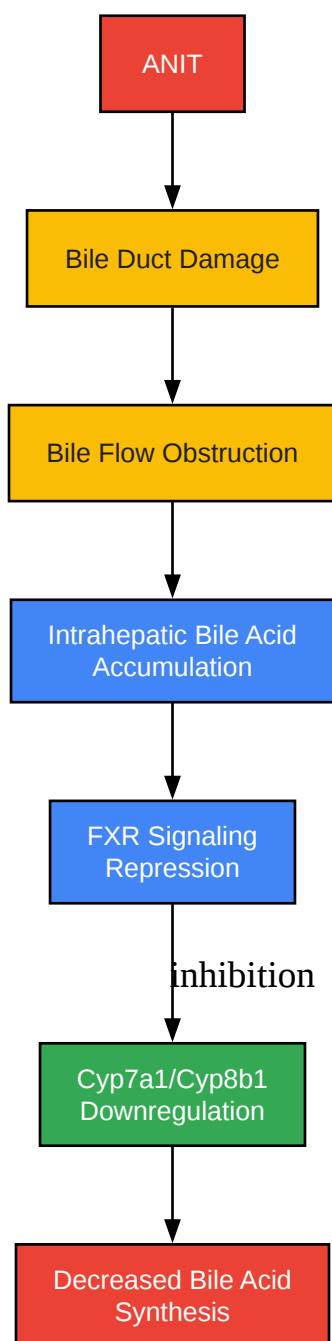 ANIT
Bile Duct Damage
Bile Flow Obstruction
Intrahepatic Bile Acid
Accumulation
FXR Signaling
Repression
inhibition
Cyp7a1/Cyp8b1
Downregulation
Decreased Bile Acid
Synthesis